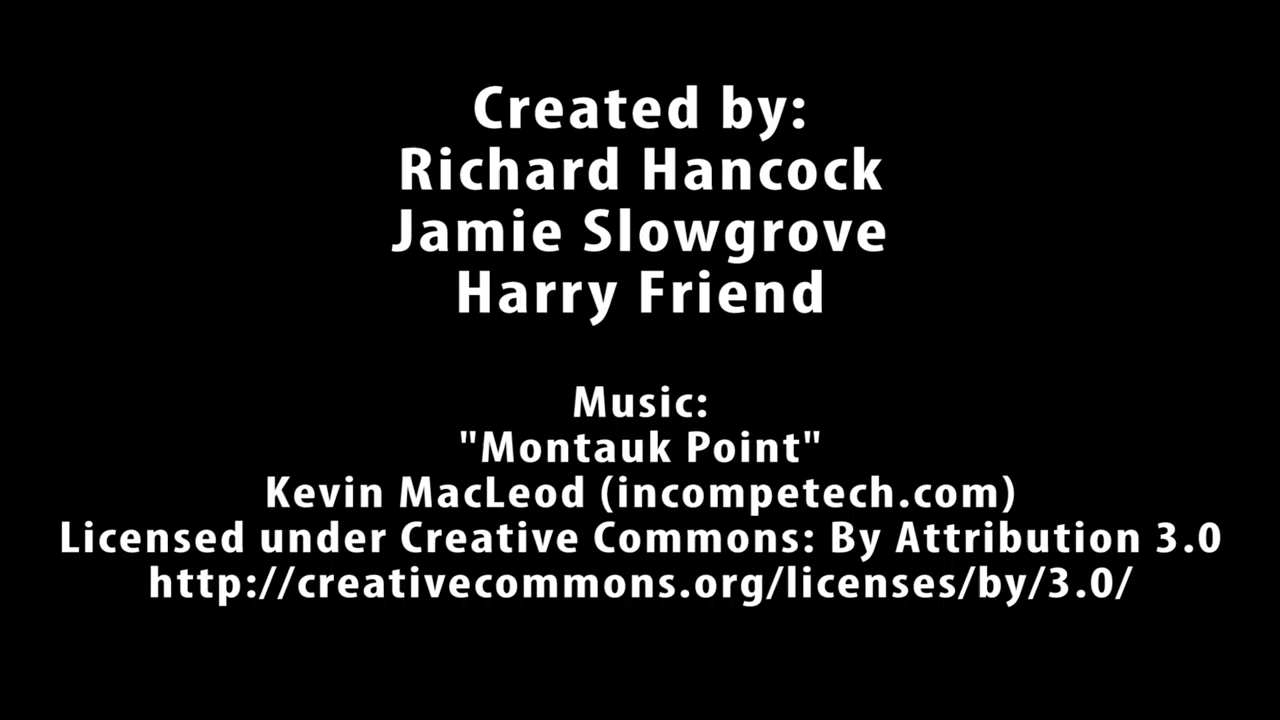 Created by:
Richard Hancock
Jamie Slowgrove
Harry Friend
Music:
"Montauk Point"
Kevin MacLeod (incompetech.com)
Licensed under Creative Commons: By Attribution 3.0
http://creativecommons.org/licenses/by/3.0/